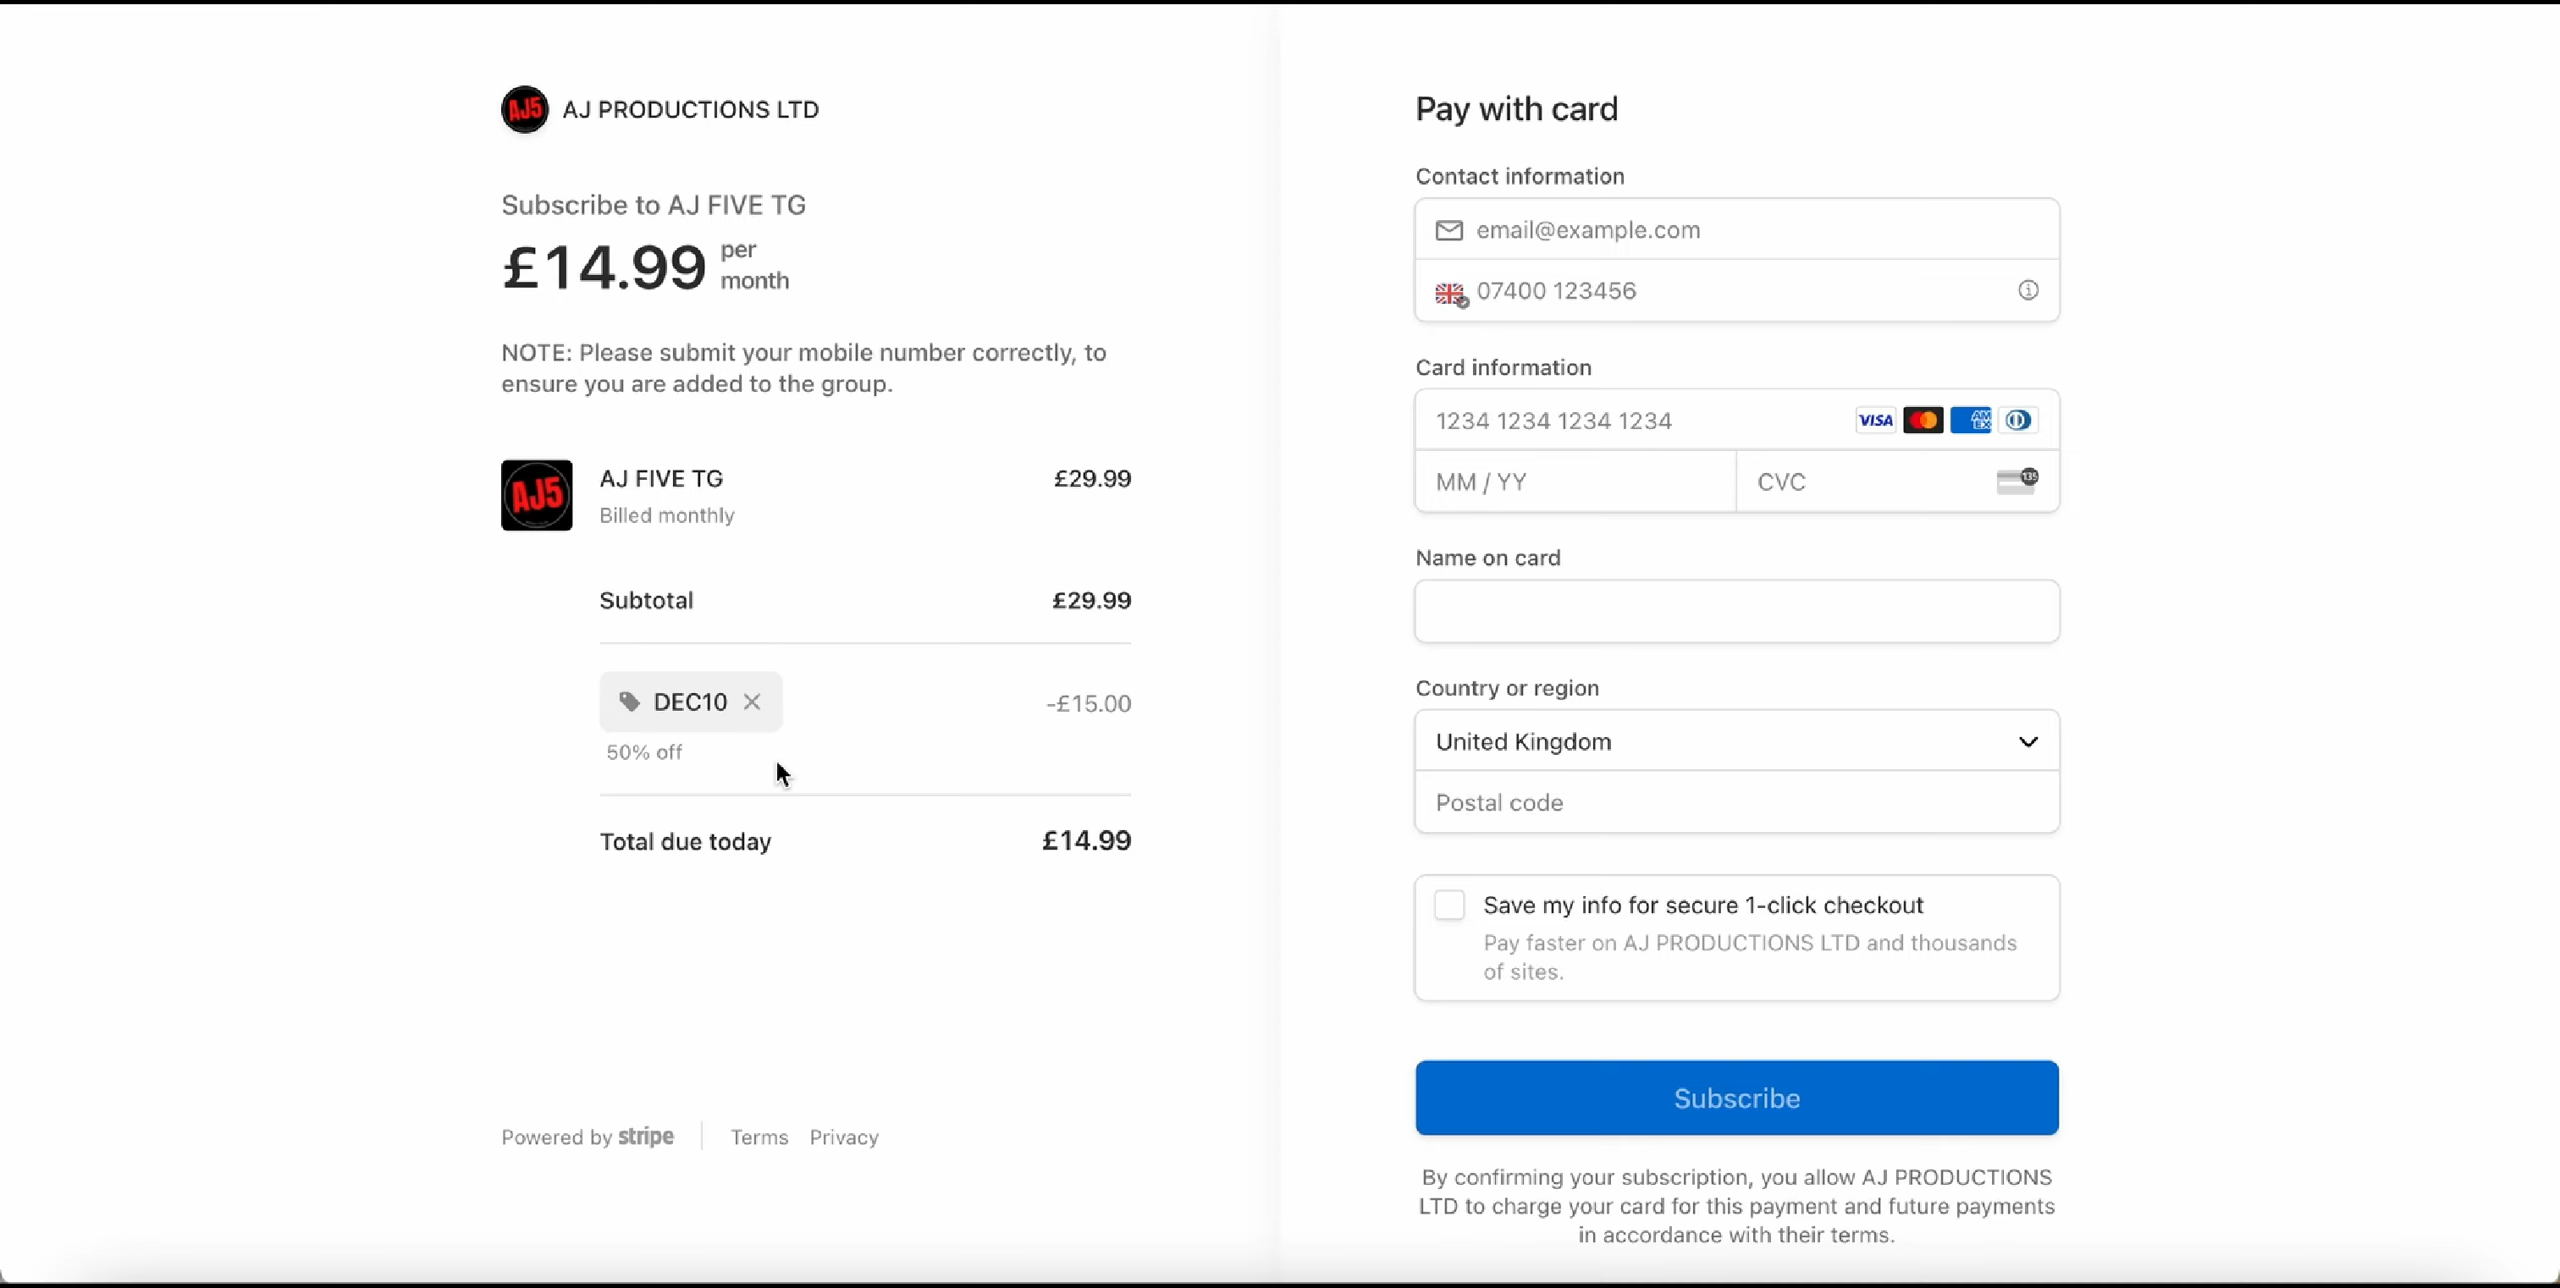 AJ5 AJ PRODUCTIONS LTD
Subscribe to AJ FIVE TG
£14.99 per
month
NOTE: Please submit your mobile number correctly, to
ensure you are added to the group.
AJ5
AJ FIVE TG £29.99
Billed monthly
Subtotal £29.99
DEC10 -£15.00
50% off
Total due today £14.99
Powered by stripe
Terms Privacy
Pay with card
Contact information
email@example.com
07400 123456
Card information
1234 1234 1234 1234 VISA AMEX
MM / YY CVC 135
Name on card
Country or region
United Kingdom
Postal code
Save my info for secure 1-click checkout
Pay faster on AJ PRODUCTIONS LTD and thousands
of sites.
Subscribe
By confirming your subscription, you allow AJ PRODUCTIONS
LTD to charge your card for this payment and future payments
in accordance with their terms.